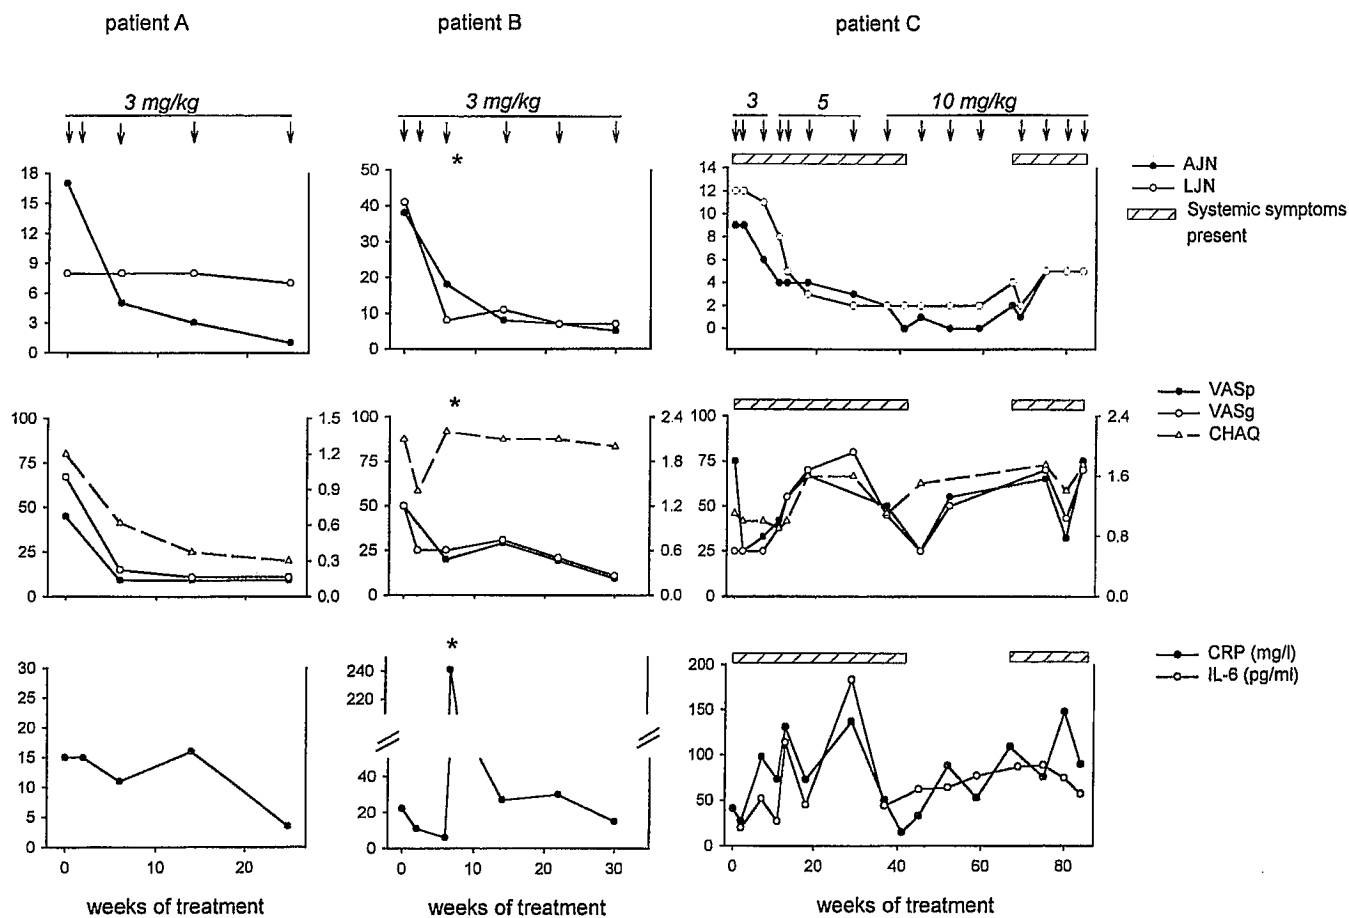 patient A patient B patient C
3 mg/kg 3 mg/kg 3 5 10 mg/kg
* 
18 15 12 9 6 3 0
50 40 30 20 10 0
14 12 10 8 6 4 2 0
AJN
LJN
Systemic symptoms
present
*
100 75 50 25 0
1.5 1.2 0.9 0.6 0.3 0.0
100 75 50 25 0
2.4 1.8 1.2 0.6 0.0
100 75 50 25 0
2.4 1.6 0.8 0.0
VASp
VASg
CHAQ
*
30 25 20 15 10 5 0
240 220 40 20 0
200 150 100 50 0
CRP (mg/l)
IL-6 (pg/ml)
0 10 20
0 10 20 30
0 20 40 60 80
weeks of treatment weeks of treatment weeks of treatment